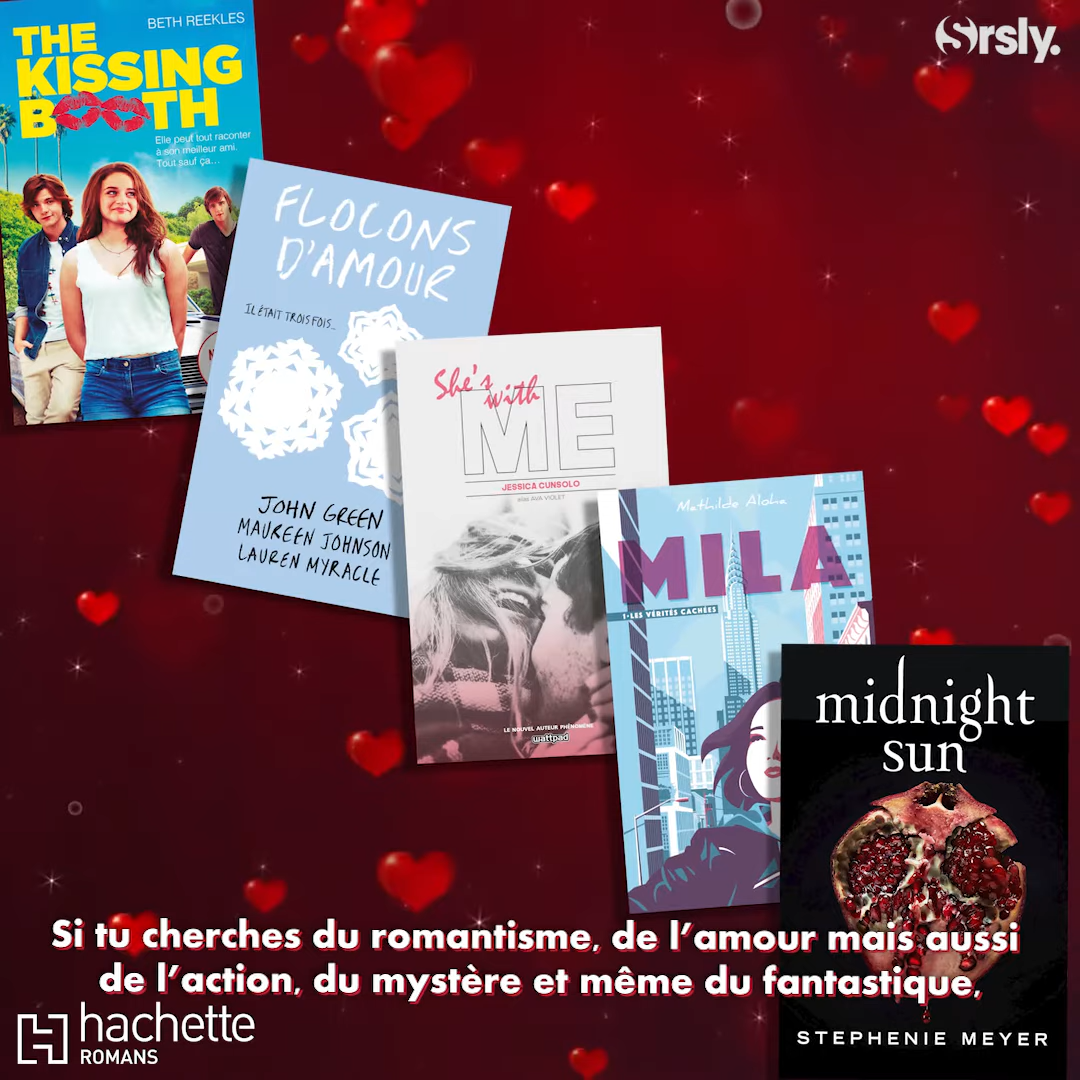 BETH REEKLES
THE
KISSING
BOOTH
Elle peut tout raconter
à son meilleur ami.
Tout sauf ça...
Srsly.
FLOCONS
D'AMOUR
IL ÉTAIT TROIS FOIS...
JOHN GREEN
MAUREEN JOHNSON
LAUREN MYRACLE
She's
with
ME
JESSICA CUNSOLO
alias AVA VIOLET
LE NOUVEL AUTEUR PHÉNOMÈNE
wattpad
Mathilde Aloha
MILA
1 • LES VÉRITÉS CACHÉES
midnight
sun
STEPHENIE MEYER
Si tu cherches du romantisme, de l'amour mais aussi
de l'action, du mystère et même du fantastique,
hachette
ROMANS